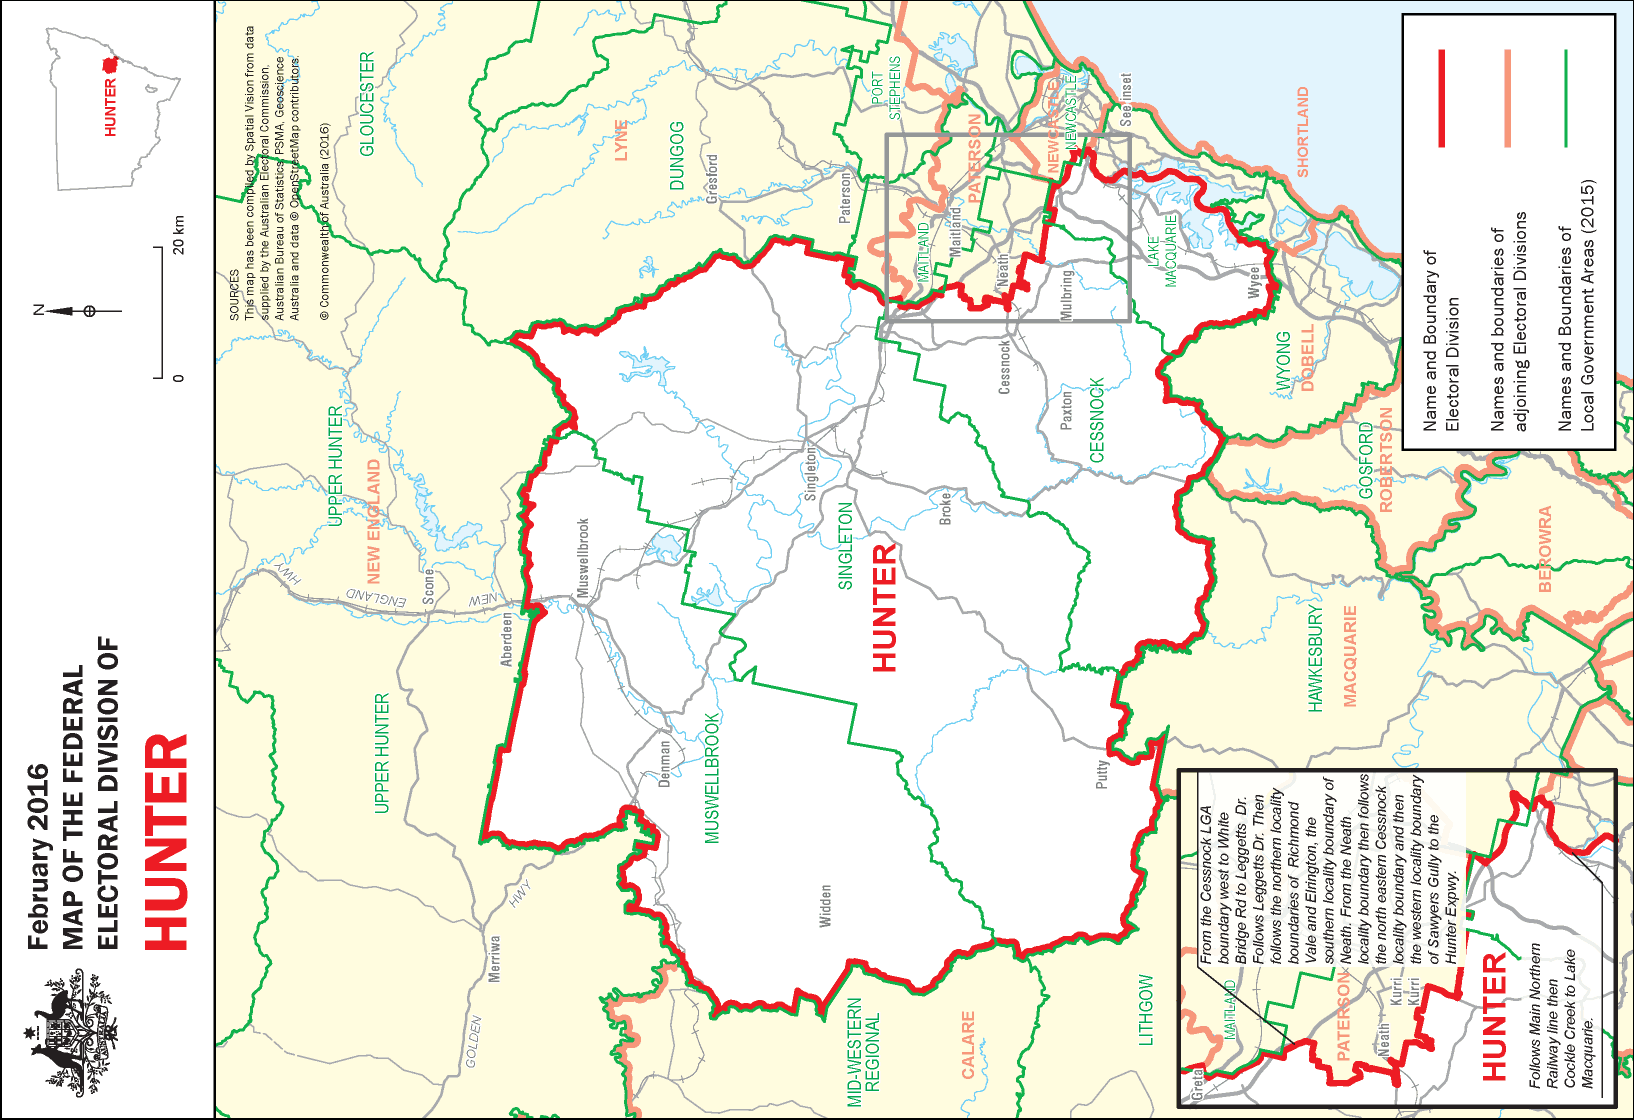 February 2016
MAP OF THE FEDERAL
ELECTORAL DIVISION OF
HUNTER
N
0
20 km
HUNTER
SOURCES
This map has been compiled by Spatial Vision from data
supplied by the Australian Electoral Commission,
Australian Bureau of Statistics, PSMA, Geoscience
Australia and data © OpenStreetMap contributors.
© Commonwealth of Australia (2016)
GLOUCESTER
UPPER HUNTER
NEW ENGLAND
HWY
ENGLAND
NEW
Scone
Aberdeen
UPPER HUNTER
Merriwa
GOLDEN
HWY
LYNE
DUNGOG
Gresford
Paterson
PORT
STEPHENS
MAITLAND
Maitland
PATERSON
NEWCASTLE
NEWCASTLE
See inset
SHORTLAND
Neath
Mulbring
LAKE
MACQUARIE
Wyee
Cessnock
Paxton
CESSNOCK
WYONG
DOBELL
GOSFORD
ROBERTSON
BEROWRA
Muswellbrook
Singleton
SINGLETON
Broke
HUNTER
Denman
MUSWELLBROOK
Putty
Widden
HAWKESBURY
MACQUARIE
MID-WESTERN
REGIONAL
CALARE
LITHGOW
Name and Boundary of
Electoral Division
Names and boundaries of
adjoining Electoral Divisions
Names and Boundaries of
Local Government Areas (2015)
From the Cessnock LGA
boundary west to White
Bridge Rd to Leggetts Dr.
Follows Leggetts Dr. Then
follows the northern locality
boundaries of Richmond
Vale and Elrington, the
southern locality boundary of
Neath. From the Neath
locality boundary then follows
the north eastern Cessnock
locality boundary and then
the western locality boundary
of Sawyers Gully to the
Hunter Expwy.
Greta
MAITLAND
PATERSON
Neath
Kurri
Kurri
HUNTER
Follows Main Northern
Railway line then
Cockle Creek to Lake
Macquarie.